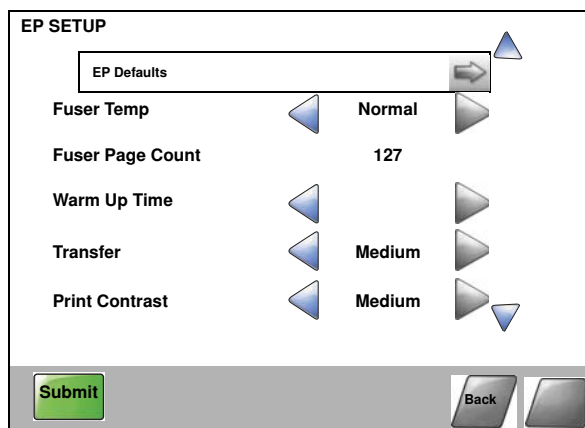 EP SETUP
EP Defaults
Fuser Temp Normal
Fuser Page Count 127
Warm Up Time
Transfer Medium
Print Contrast Medium
Submit Back